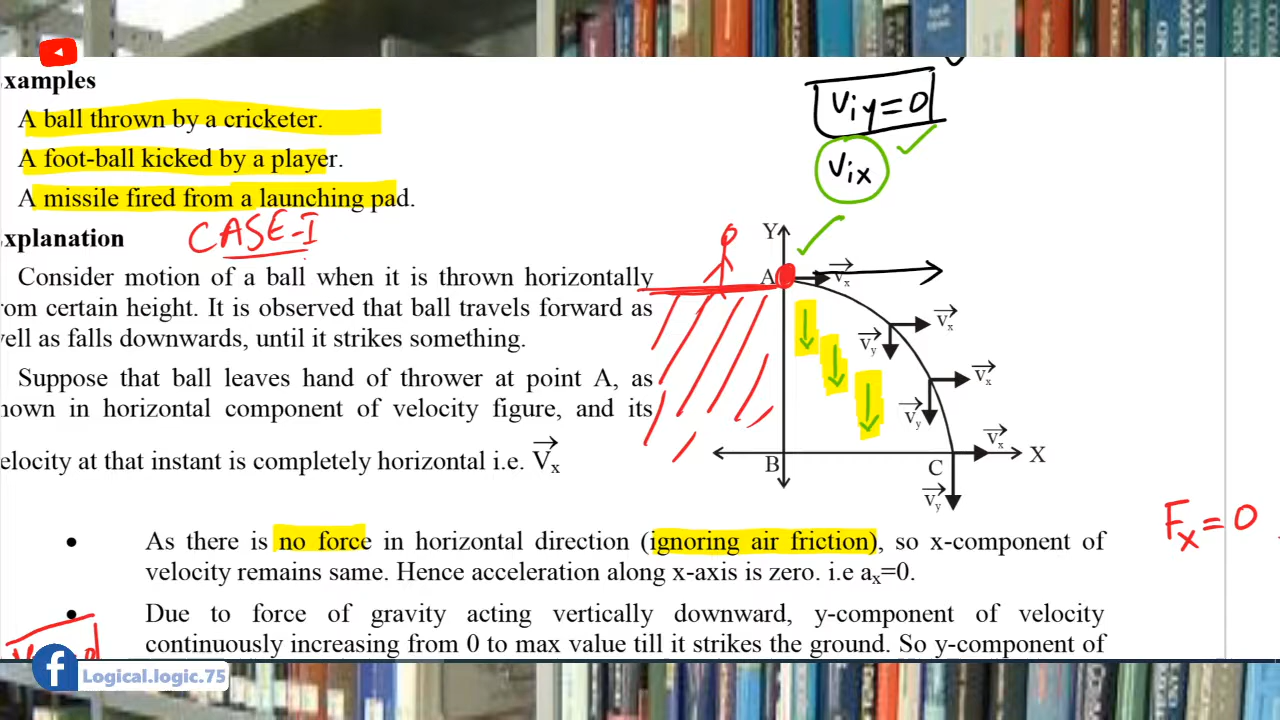 xamples
A ball thrown by a cricketer.
A foot-ball kicked by a player.
A missile fired from a launching pad.
xplanation
CASE-I
Consider motion of a ball when it is thrown horizontally
rom certain height. It is observed that ball travels forward as
ell as falls downwards, until it strikes something.
Suppose that ball leaves hand of thrower at point A, as
hown in horizontal component of velocity figure, and its
elocity at that instant is completely horizontal i.e. V⃗x
Viy=0
Vix
Y
A
v⃗x
v⃗x
v⃗y
v⃗x
v⃗y
v⃗x
B
C
X
v⃗y
Fx=0
• As there is no force in horizontal direction (ignoring air friction), so x-component of
velocity remains same. Hence acceleration along x-axis is zero. i.e ax=0.
• Due to force of gravity acting vertically downward, y-component of velocity
continuously increasing from 0 to max value till it strikes the ground. So y-component of
Logical.logic.75